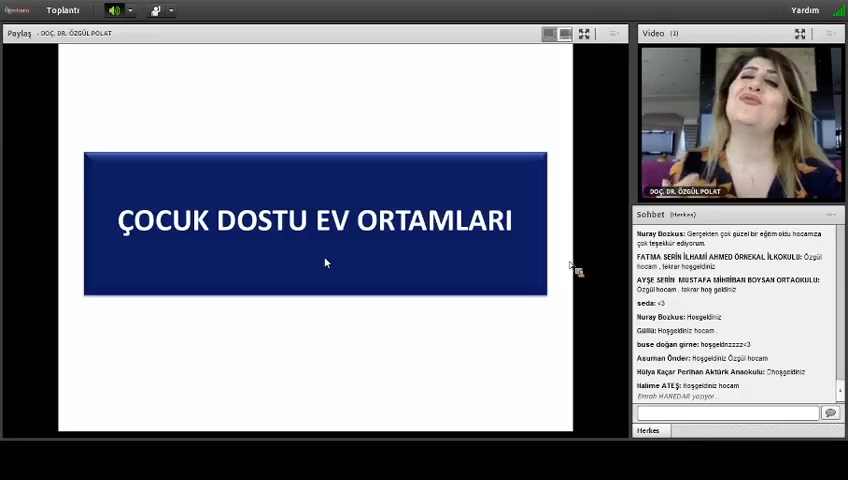 öğretmen Toplantı Yardım
Paylaş - DOÇ. DR. ÖZGÜL POLAT
Video (1)
ÇOCUK DOSTU EV ORTAMLARI
DOÇ. DR. ÖZGÜL POLAT
Sohbet (Herkes)
Nuray Bozkus: Gerçekten çok güzel bir eğitim oldu hocamıza
çok teşekkür ediyorum.
FATMA SERİN İLHAMİ AHMED ÖRNEKAL İLKOKULU: Özgül
hocam , tekrar hoşgeldiniz
AYŞE SERİN MUSTAFA MİHRİBAN BOYSAN ORTAOKULU:
Özgül hocam, tekrar hoş geldiniz
seda: <3
Nuray Bozkus: Hosgeldiniz
Güllü: Hoşgeldiniz hocam .
buse doğan girne: hoşgeldnzzzz<3
Asuman Önder: Hoşgeldiniz Özgül hocam
Hülya Kaçar Perihan Aktürk Anaokulu: hoşgeldiniz
Halime ATEŞ: Hoşgeldiniz hocam
Emrah HANEDAR yazıyor...
Herkes